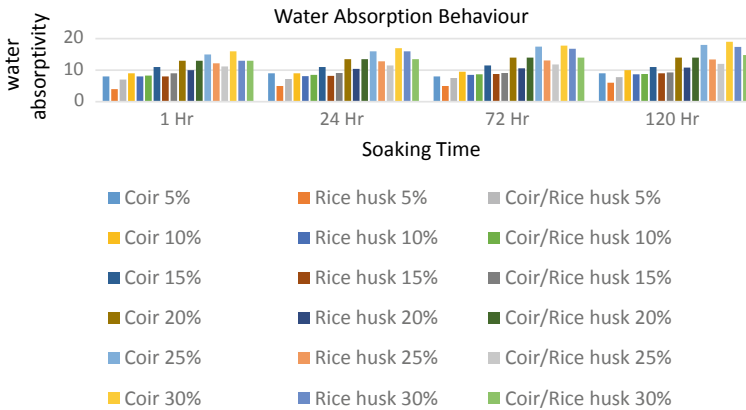 Water Absorption Behaviour
water
absorptivity
20
10
0
1 Hr 24 Hr 72 Hr 120 Hr
Soaking Time
Coir 5% Rice husk 5% Coir/Rice husk 5%
Coir 10% Rice husk 10% Coir/Rice husk 10%
Coir 15% Rice husk 15% Coir/Rice husk 15%
Coir 20% Rice husk 20% Coir/Rice husk 20%
Coir 25% Rice husk 25% Coir/Rice husk 25%
Coir 30% Rice husk 30% Coir/Rice husk 30%